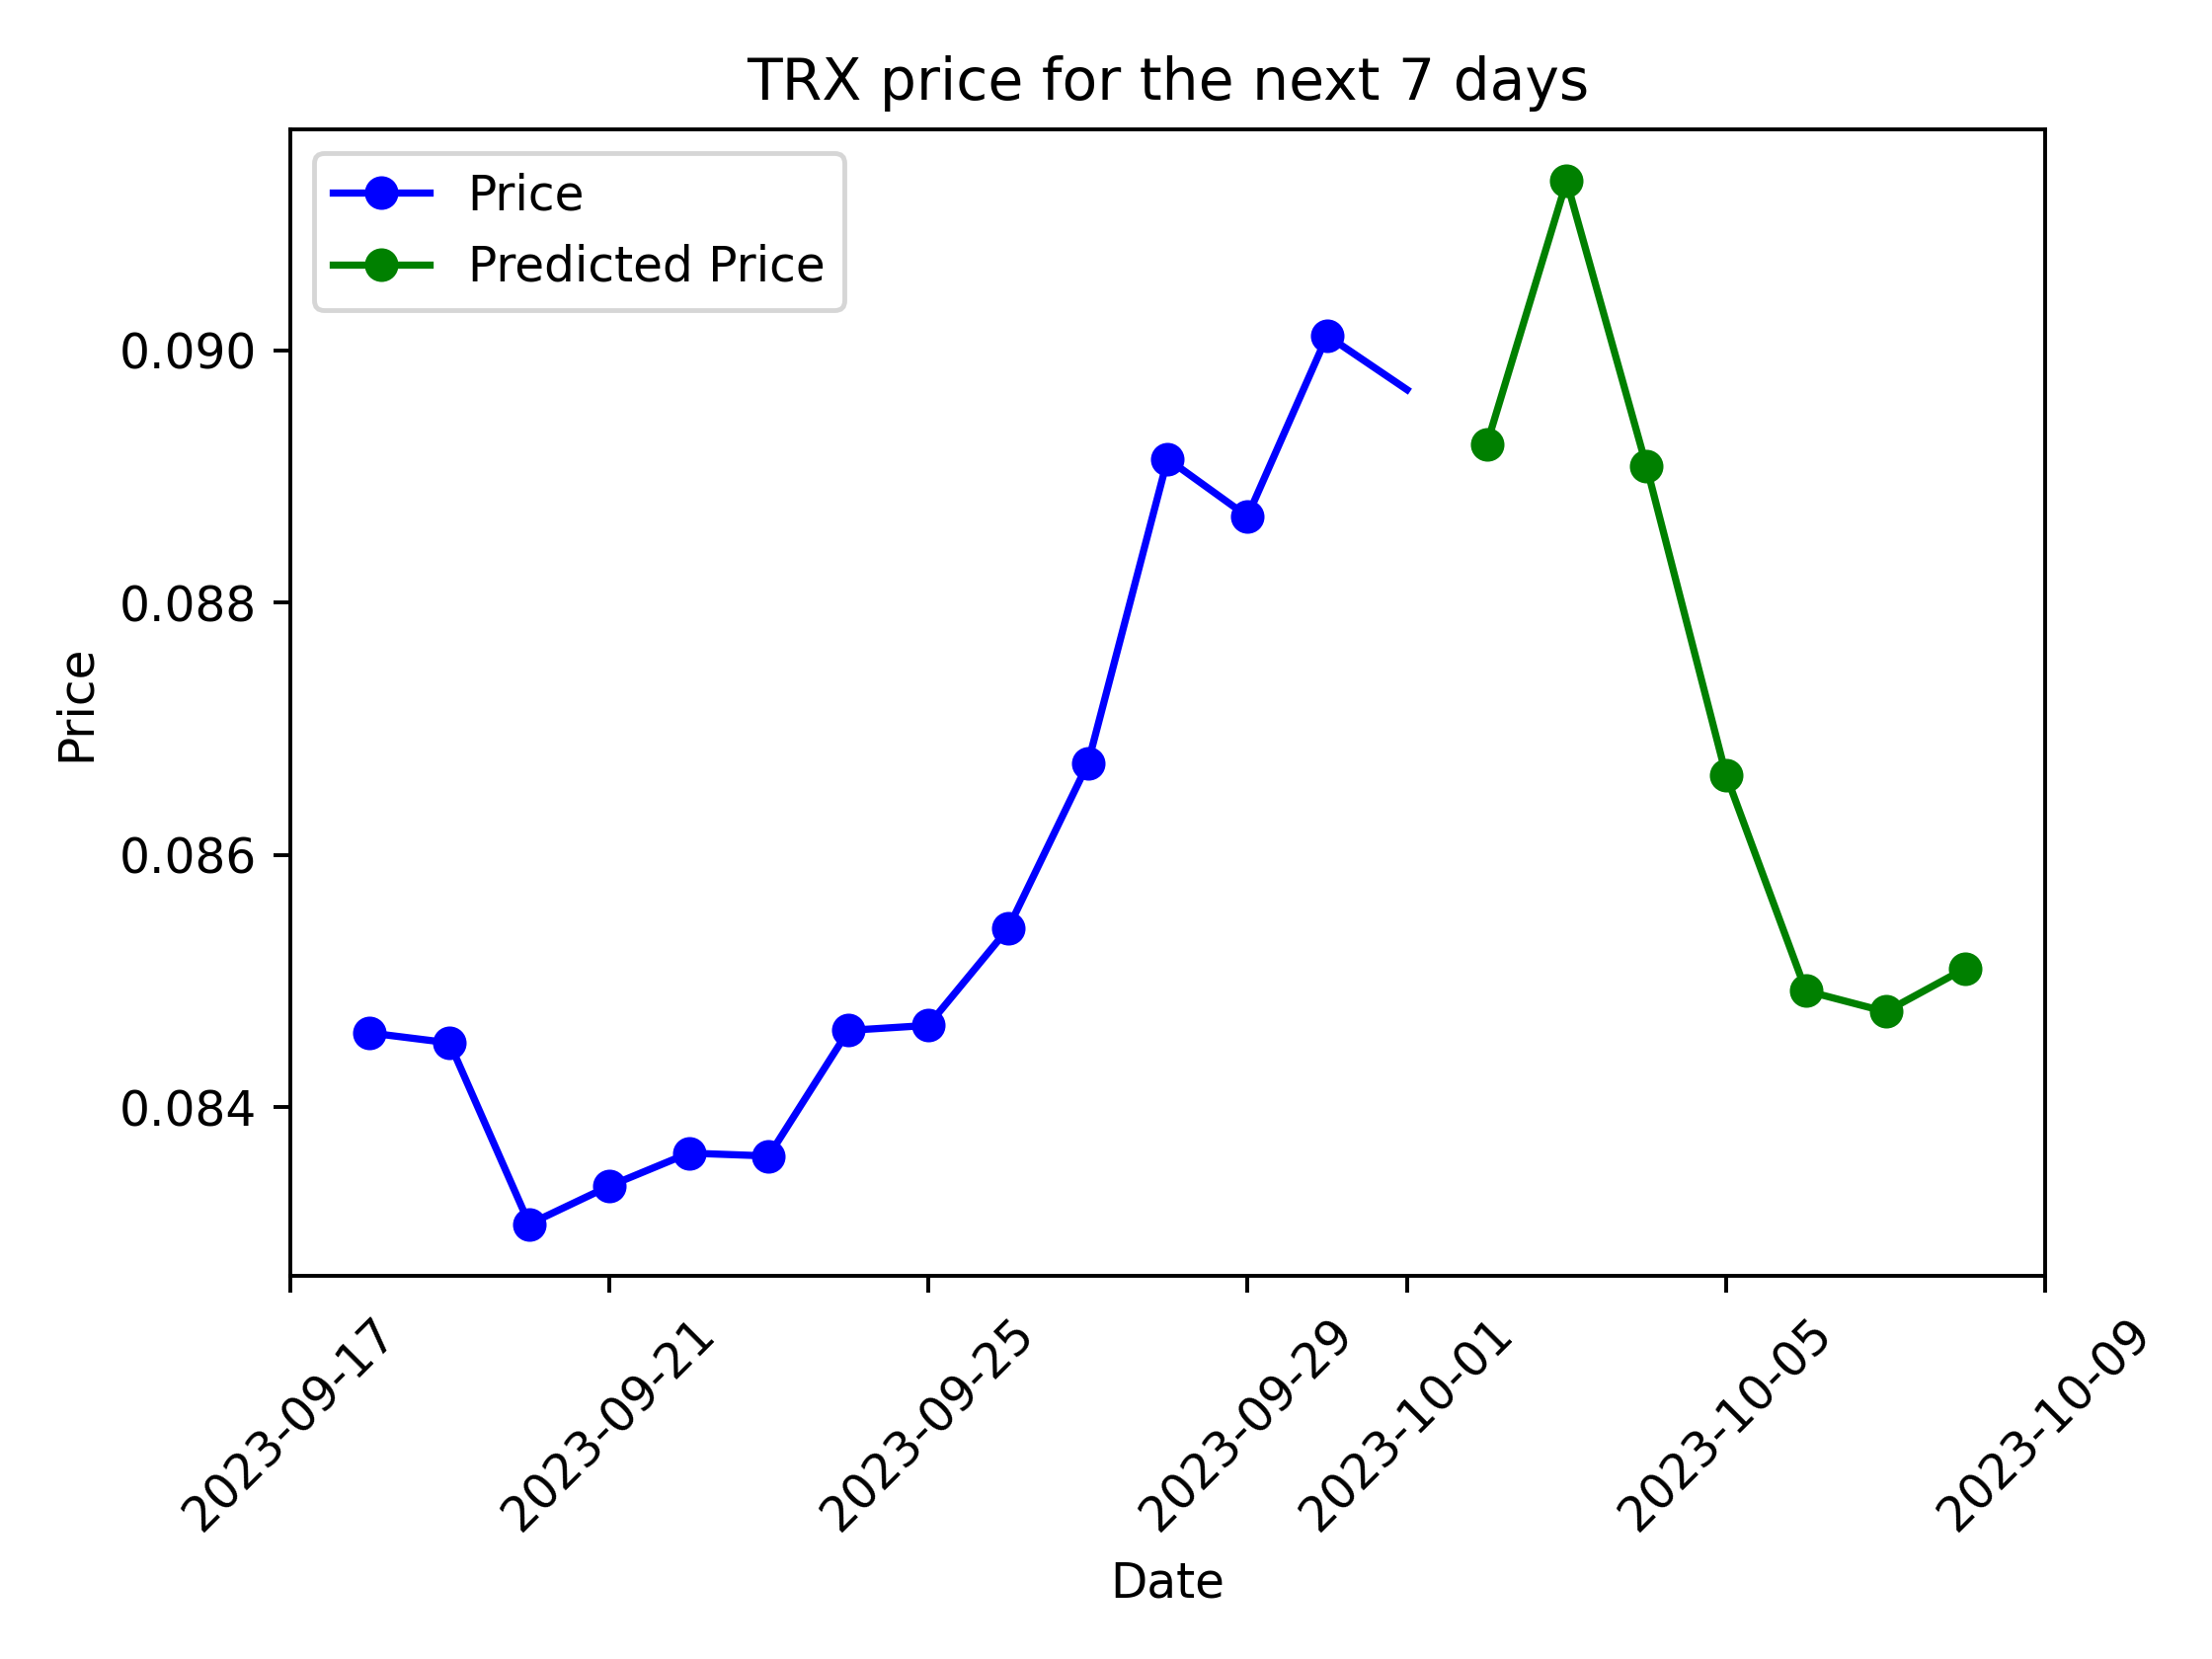 TRX price for the next 7 days
Price
Predicted Price
0.090
0.088
0.086
0.084
Price
2023-09-17
2023-09-21
2023-09-25
2023-09-29
2023-10-01
2023-10-05
2023-10-09
Date